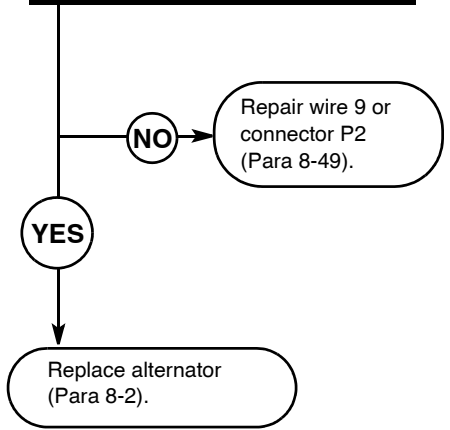 NO
Repair wire 9 or
connector P2
(Para 8-49).
YES
Replace alternator
(Para 8-2).